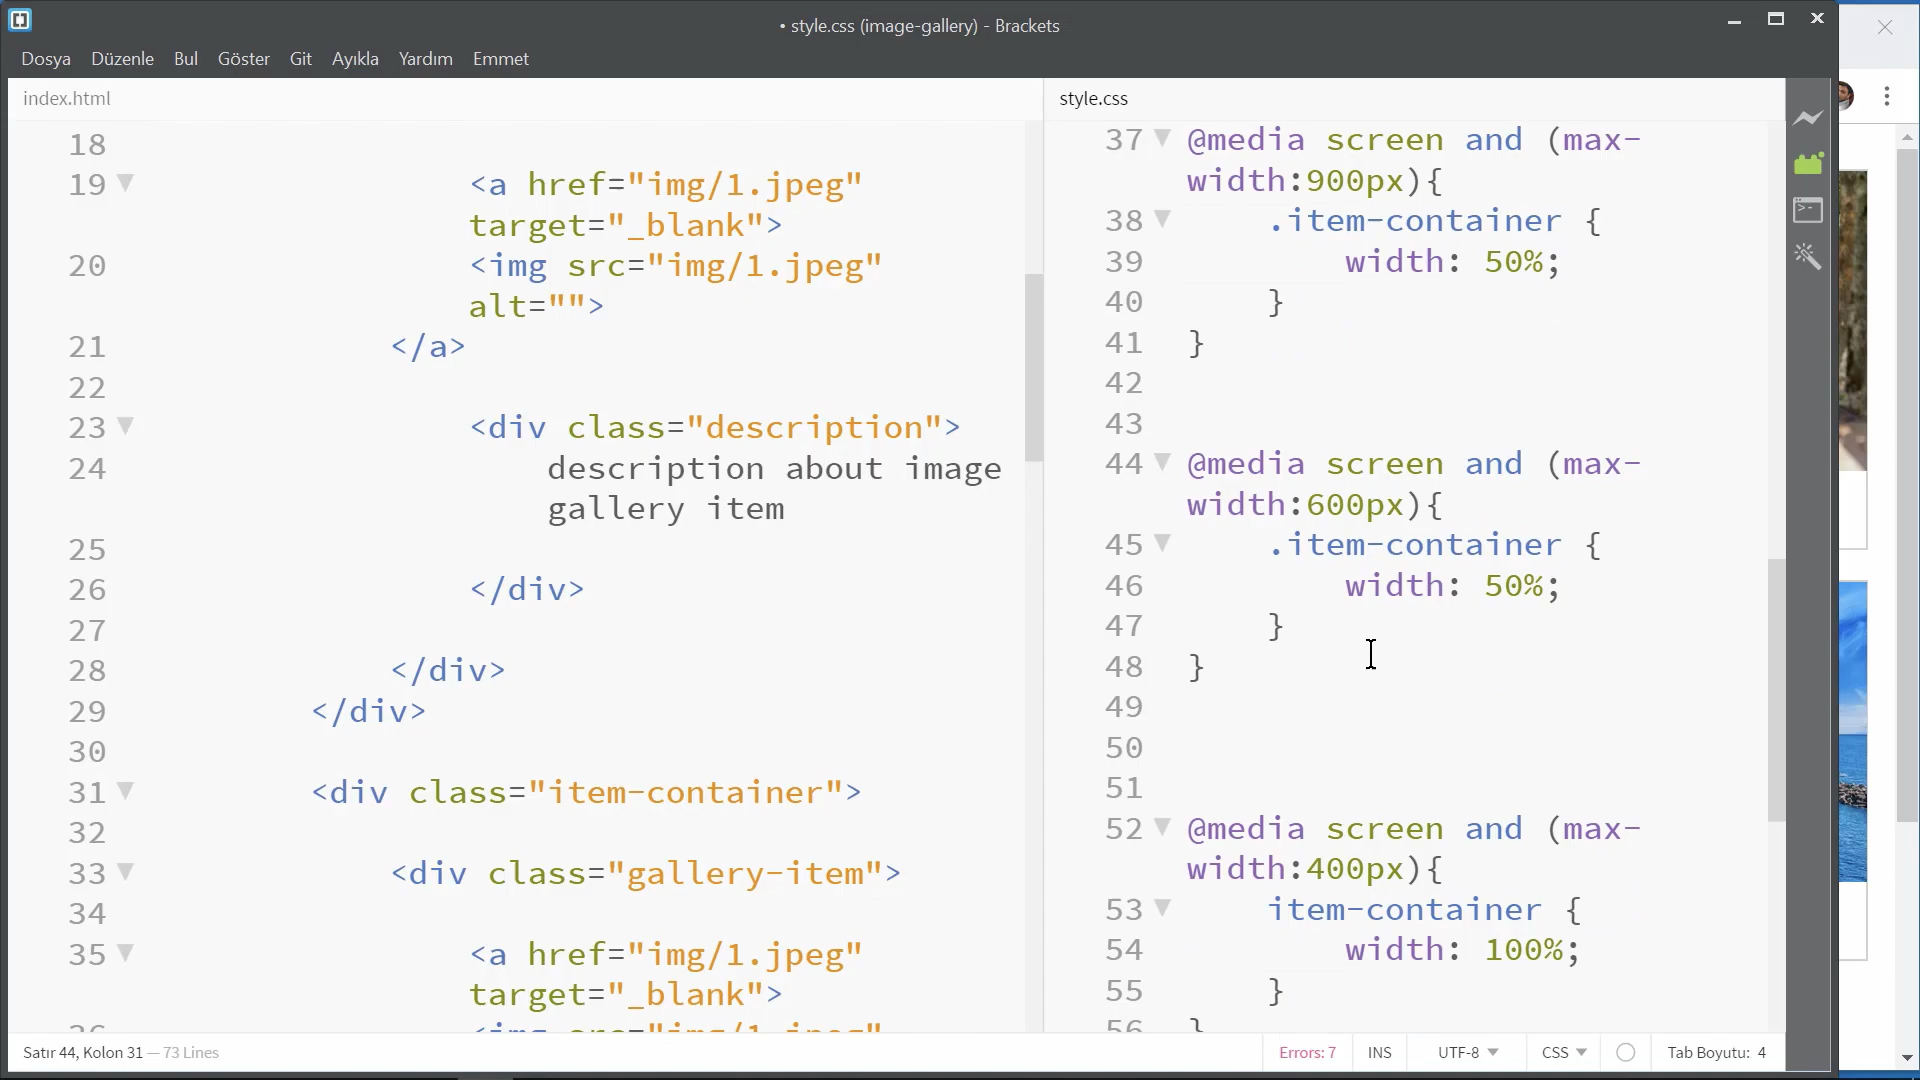 • style.css (image-gallery) - Brackets
Dosya Düzenle Bul Göster Git Ayıkla Yardım Emmet
index.html
18
19 <a href="img/1.jpeg"
target="_blank">
20 <img src="img/1.jpeg"
alt="">
21 </a>
22
23 <div class="description">
24 description about image
gallery item
25
26 </div>
27
28 </div>
29 </div>
30
31 <div class="item-container">
32
33 <div class="gallery-item">
34
35 <a href="img/1.jpeg"
target="_blank">
36 <img src="img/1.jpeg"
style.css
37 @media screen and (max-
width:900px){
38 .item-container {
39 width: 50%;
40 }
41 }
42
43
44 @media screen and (max-
width:600px){
45 .item-container {
46 width: 50%;
47 }
48 }
49
50
51
52 @media screen and (max-
width:400px){
53 item-container {
54 width: 100%;
55 }
56 }
Satır 44, Kolon 31 — 73 Lines
Errors: 7 INS UTF-8 CSS Tab Boyutu: 4